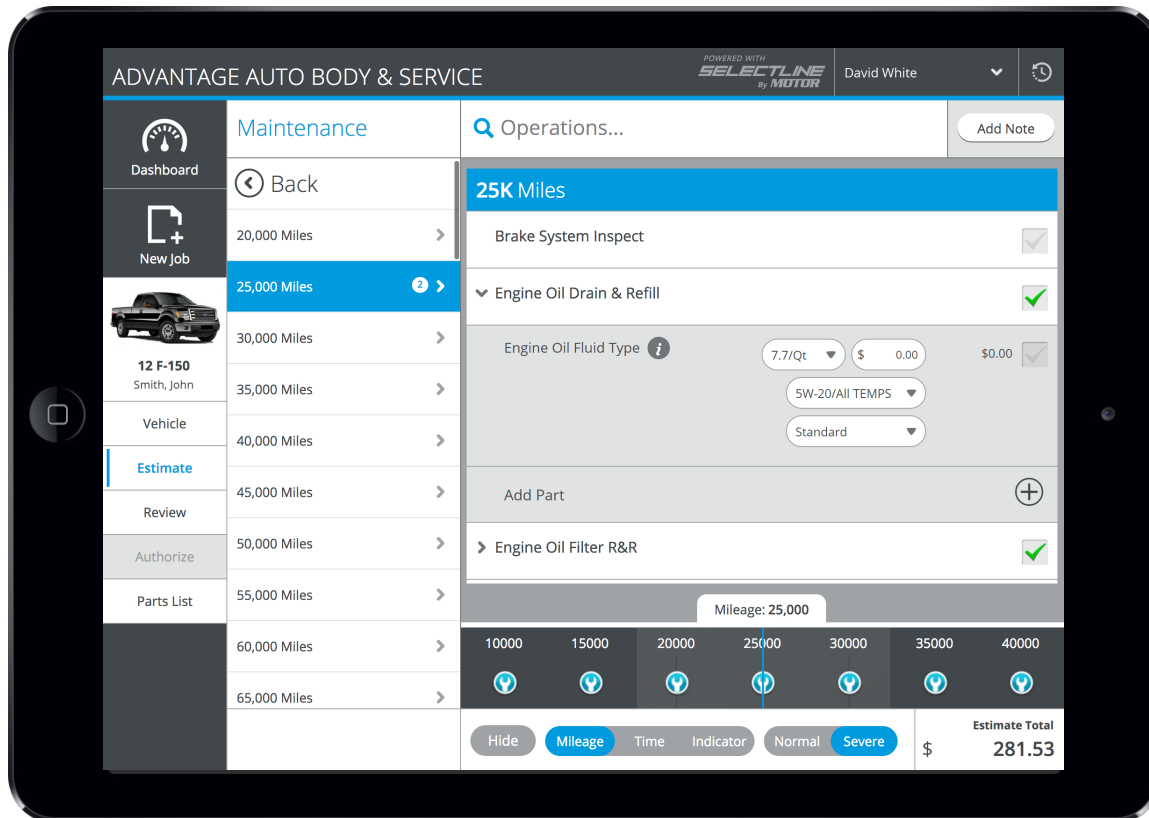 ADVANTAGE AUTO BODY & SERVICE
POWERED WITH
SELECTLINE
By MOTOR
David White
Dashboard
New Job
12 F-150
Smith, John
Vehicle
Estimate
Review
Authorize
Parts List
Maintenance
Back
20,000 Miles
25,000 Miles 2
30,000 Miles
35,000 Miles
40,000 Miles
45,000 Miles
50,000 Miles
55,000 Miles
60,000 Miles
65,000 Miles
Operations...
Add Note
25K Miles
Brake System Inspect
Engine Oil Drain & Refill
Engine Oil Fluid Type i 7.7/Qt $ 0.00 $0.00
5W-20/All TEMPS
Standard
Add Part
Engine Oil Filter R&R
Mileage: 25,000
10000 15000 20000 25000 30000 35000 40000
Hide Mileage Time Indicator Normal Severe
Estimate Total
$ 281.53